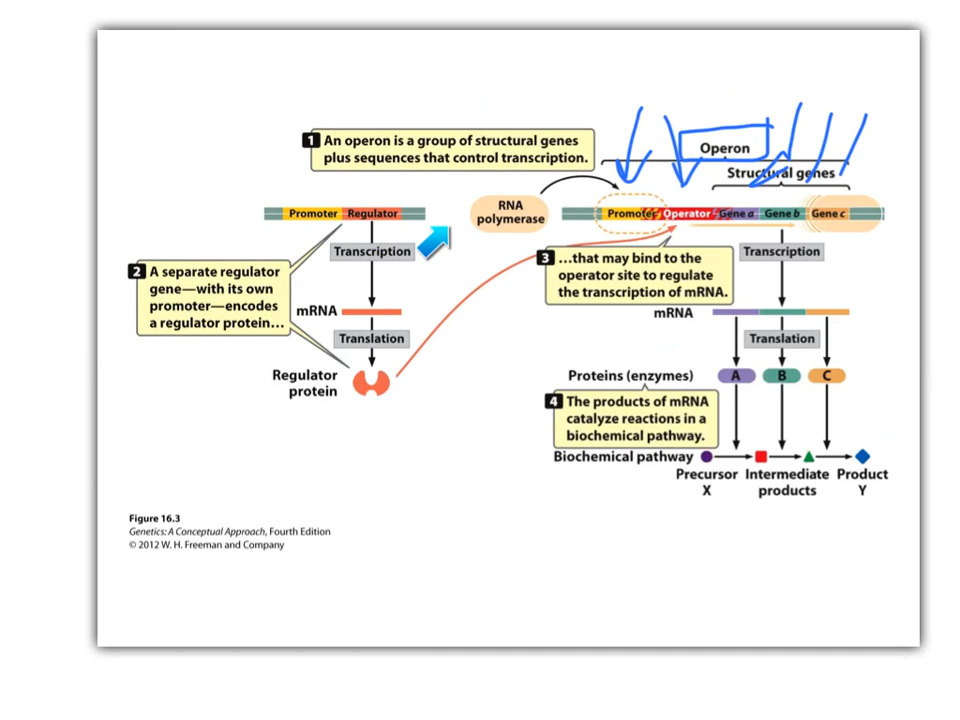 1 An operon is a group of structural genes
plus sequences that control transcription.
Operon
Structural genes
RNA
polymerase
Promoter Regulator
Promoter Operator Gene a Gene b Gene c
Transcription
2 A separate regulator
gene—with its own
promoter—encodes
a regulator protein...
3 ...that may bind to the
operator site to regulate
the transcription of mRNA.
Transcription
mRNA
mRNA
Translation
Translation
Regulator
protein
Proteins (enzymes) A B C
4 The products of mRNA
catalyze reactions in a
biochemical pathway.
Biochemical pathway
Precursor Intermediate Product
X products Y
Figure 16.3
Genetics: A Conceptual Approach, Fourth Edition
© 2012 W. H. Freeman and Company